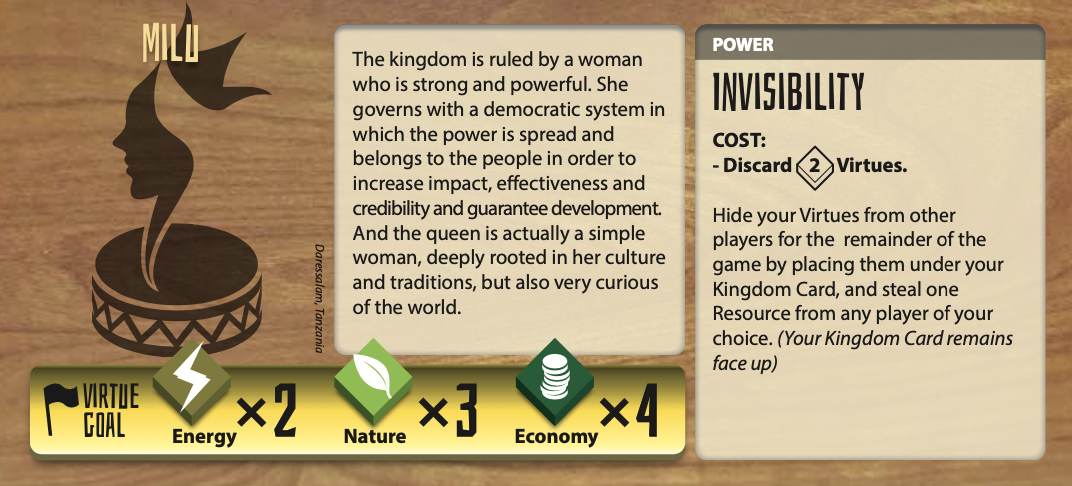 MILU
The kingdom is ruled by a woman
who is strong and powerful. She
governs with a democratic system in
which the power is spread and
belongs to the people in order to
increase impact, effectiveness and
credibility and guarantee development.
And the queen is actually a simple
woman, deeply rooted in her culture
and traditions, but also very curious
of the world.
Daressalam, Tanzania
VIRTUE
GOAL
Energy ×2
Nature ×3
Economy ×4
POWER
INVISIBILITY
COST:
- Discard 2 Virtues.
Hide your Virtues from other
players for the remainder of the
game by placing them under your
Kingdom Card, and steal one
Resource from any player of your
choice. (Your Kingdom Card remains
face up)